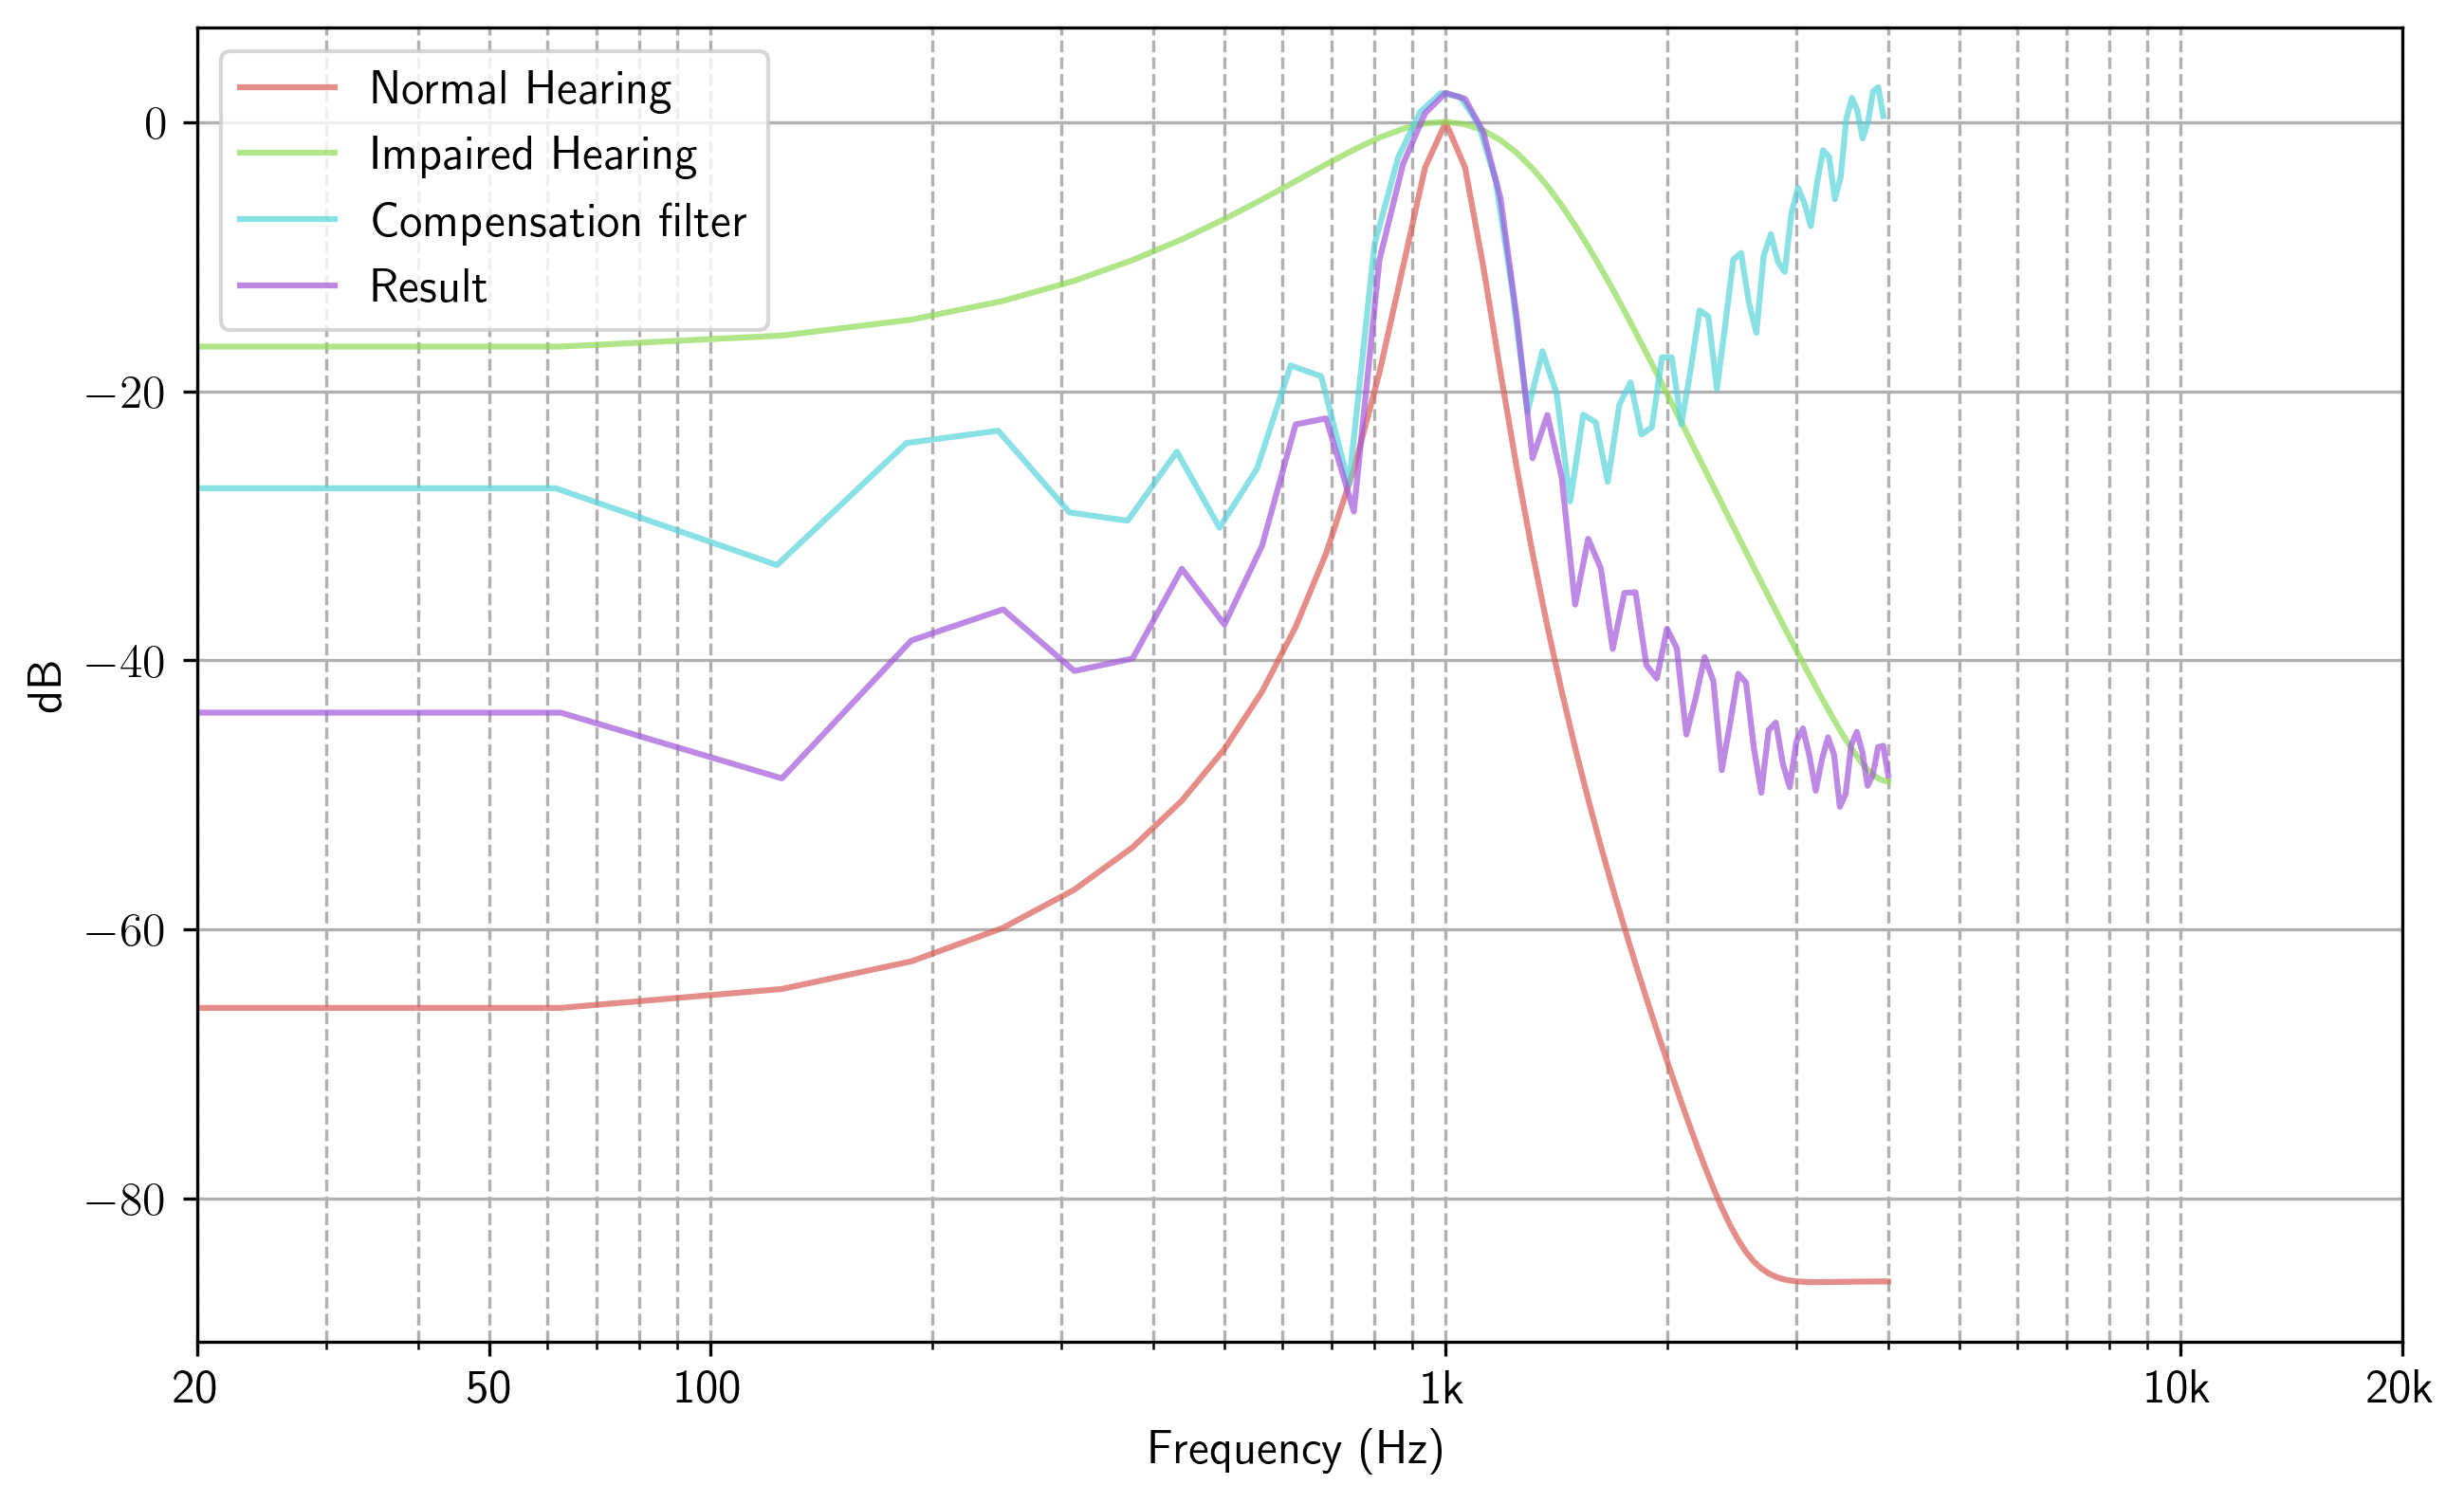 Normal Hearing
Impaired Hearing
Compensation filter
Result
0
−20
−40
−60
−80
dB
20 50 100 1k 10k 20k
Frequency (Hz)